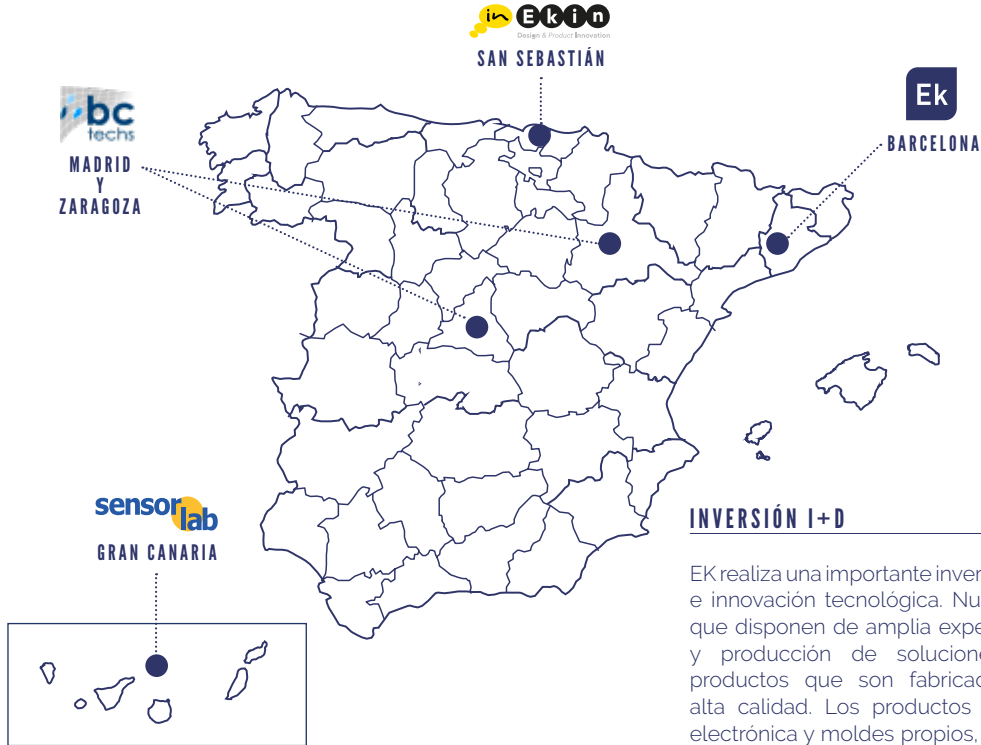 in Ekin
Design & Product Innovation
SAN SEBASTIÁN
Ek
BARCELONA
bc
techs
MADRID
Y
ZARAGOZA
sensor
lab
GRAN CANARIA
INVERSIÓN I+D
EK realiza una importante inver
e innovación tecnológica. Nu
que disponen de amplia expe
y producción de solucione
productos que son fabricad
alta calidad. Los productos
electrónica y moldes propios,